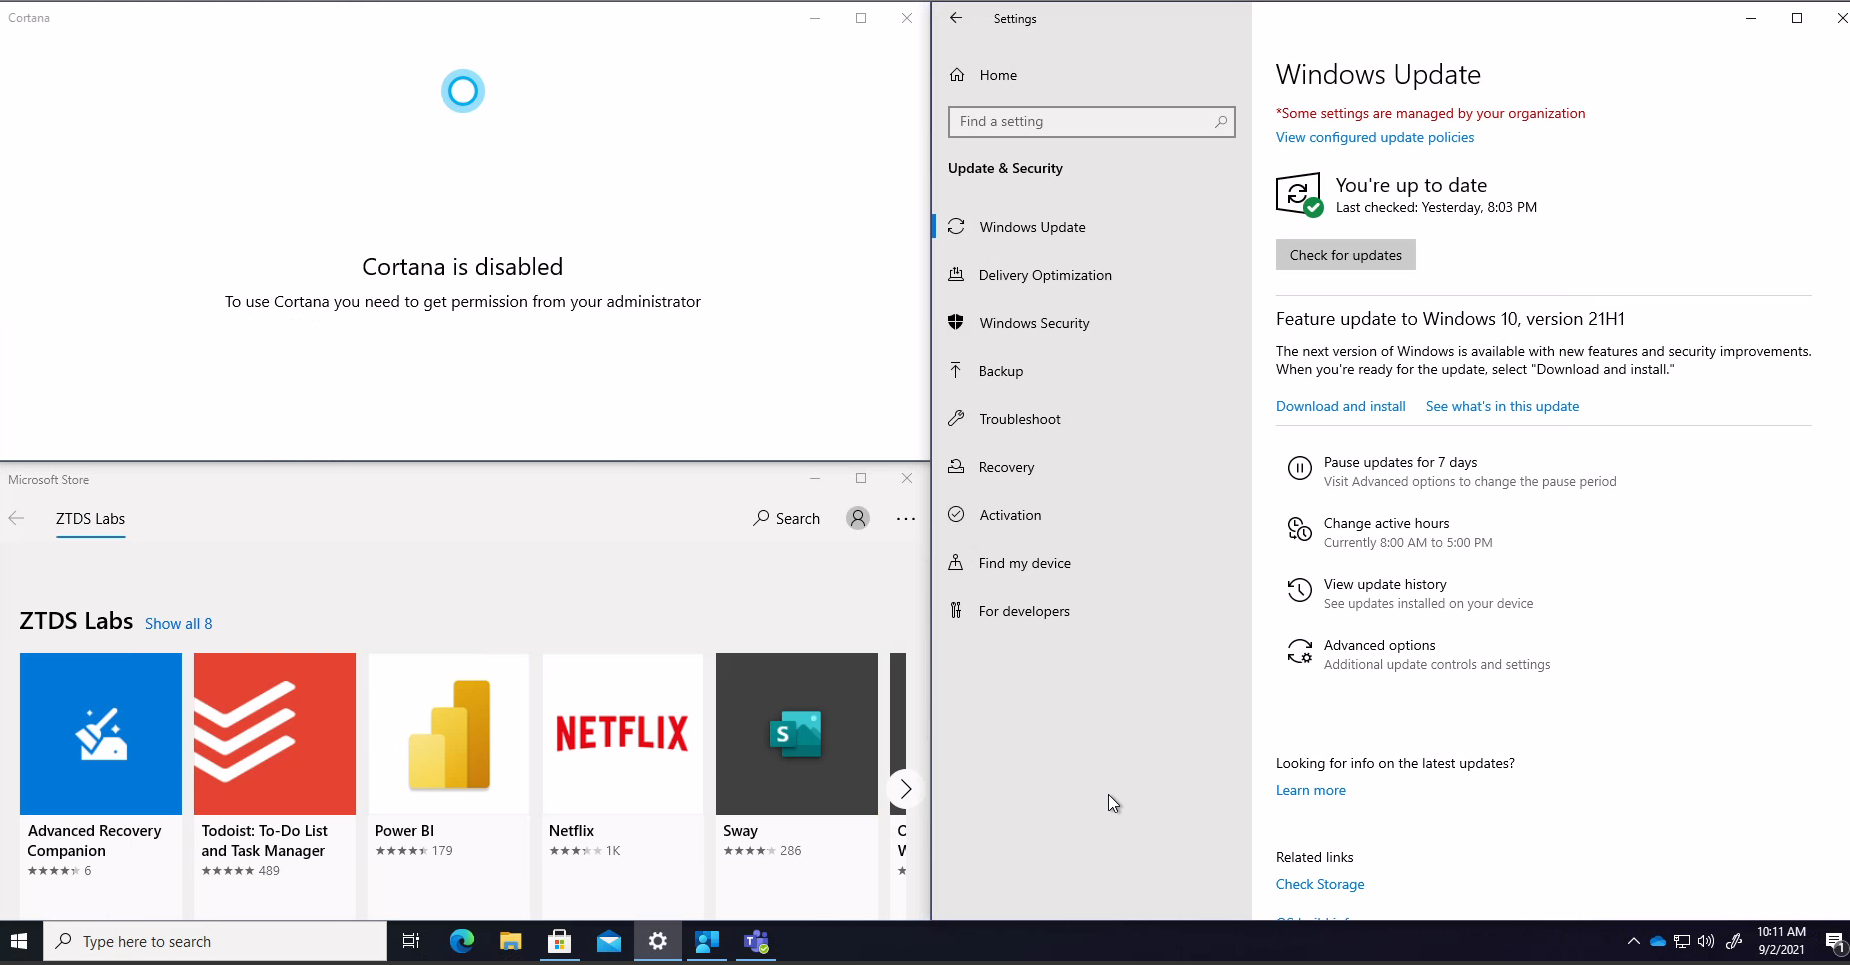 Cortana
Cortana is disabled
To use Cortana you need to get permission from your administrator
Microsoft Store
ZTDS Labs
Search
ZTDS Labs Show all 8
Advanced Recovery
Companion
6
Todoist: To-Do List
and Task Manager
489
Power BI
179
NETFLIX
Netflix
1K
S
Sway
286
Settings
Home
Find a setting
Update & Security
Windows Update
Delivery Optimization
Windows Security
Backup
Troubleshoot
Recovery
Activation
Find my device
For developers
Windows Update
*Some settings are managed by your organization
View configured update policies
You're up to date
Last checked: Yesterday, 8:03 PM
Check for updates
Feature update to Windows 10, version 21H1
The next version of Windows is available with new features and security improvements.
When you're ready for the update, select "Download and install."
Download and install See what's in this update
Pause updates for 7 days
Visit Advanced options to change the pause period
Change active hours
Currently 8:00 AM to 5:00 PM
View update history
See updates installed on your device
Advanced options
Additional update controls and settings
Looking for info on the latest updates?
Learn more
Related links
Check Storage
Type here to search
10:11 AM
9/2/2021
1